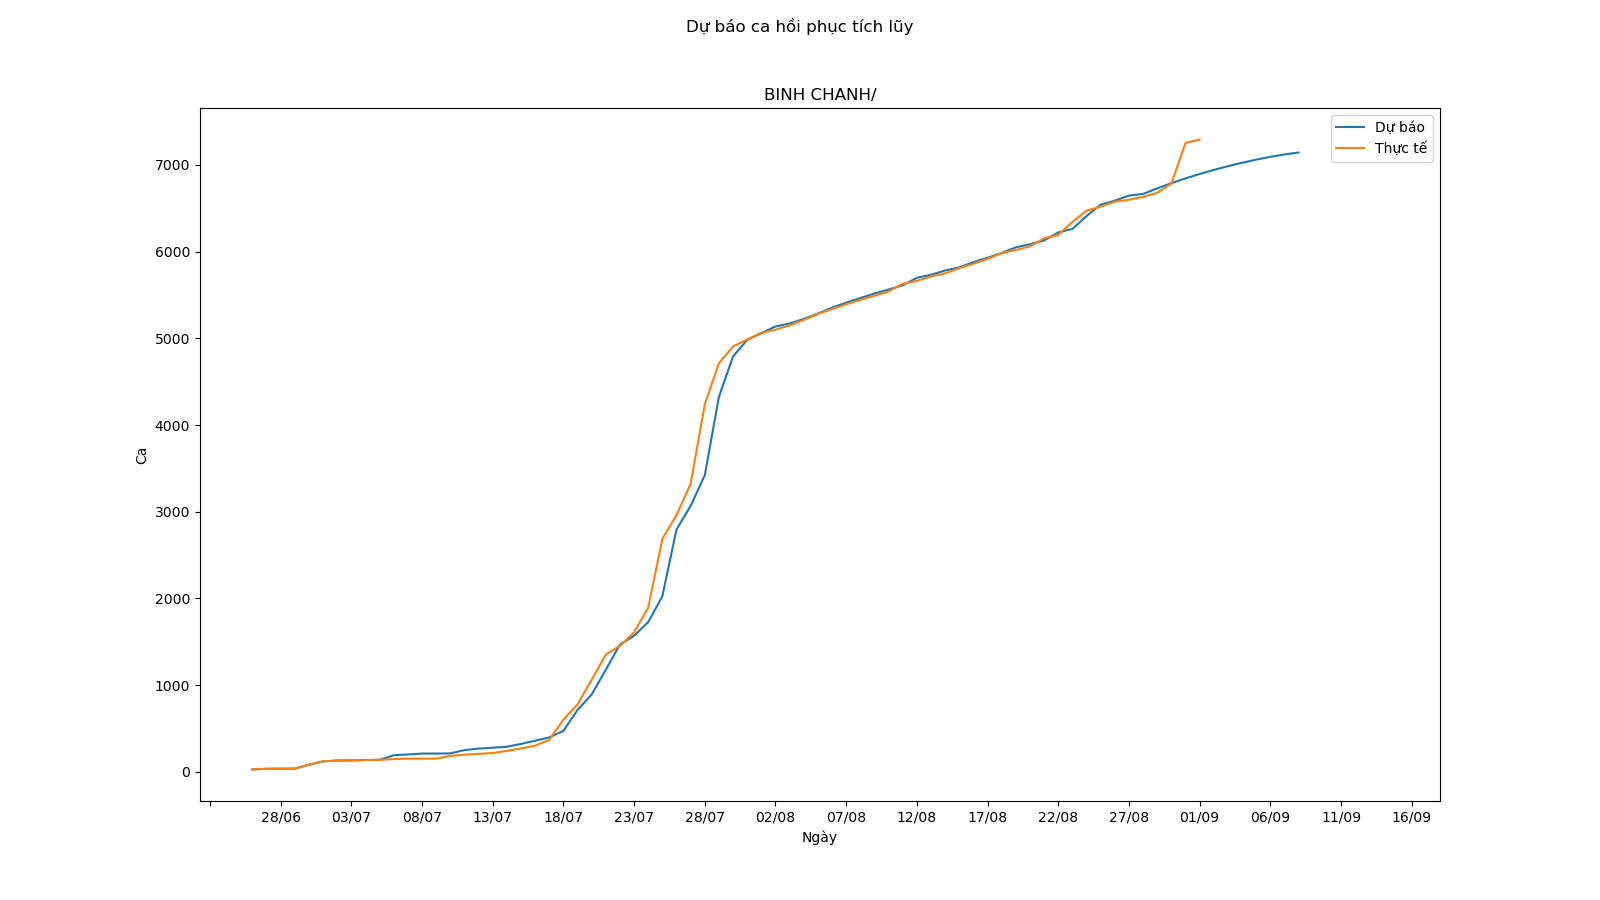 Dự báo ca hồi phục tích lũy
BINH CHANH/
Dự báo
Thực tế
7000
6000
5000
4000
3000
2000
1000
0
Ca
28/06 03/07 08/07 13/07 18/07 23/07 28/07 02/08 07/08 12/08 17/08 22/08 27/08 01/09 06/09 11/09 16/09
Ngày